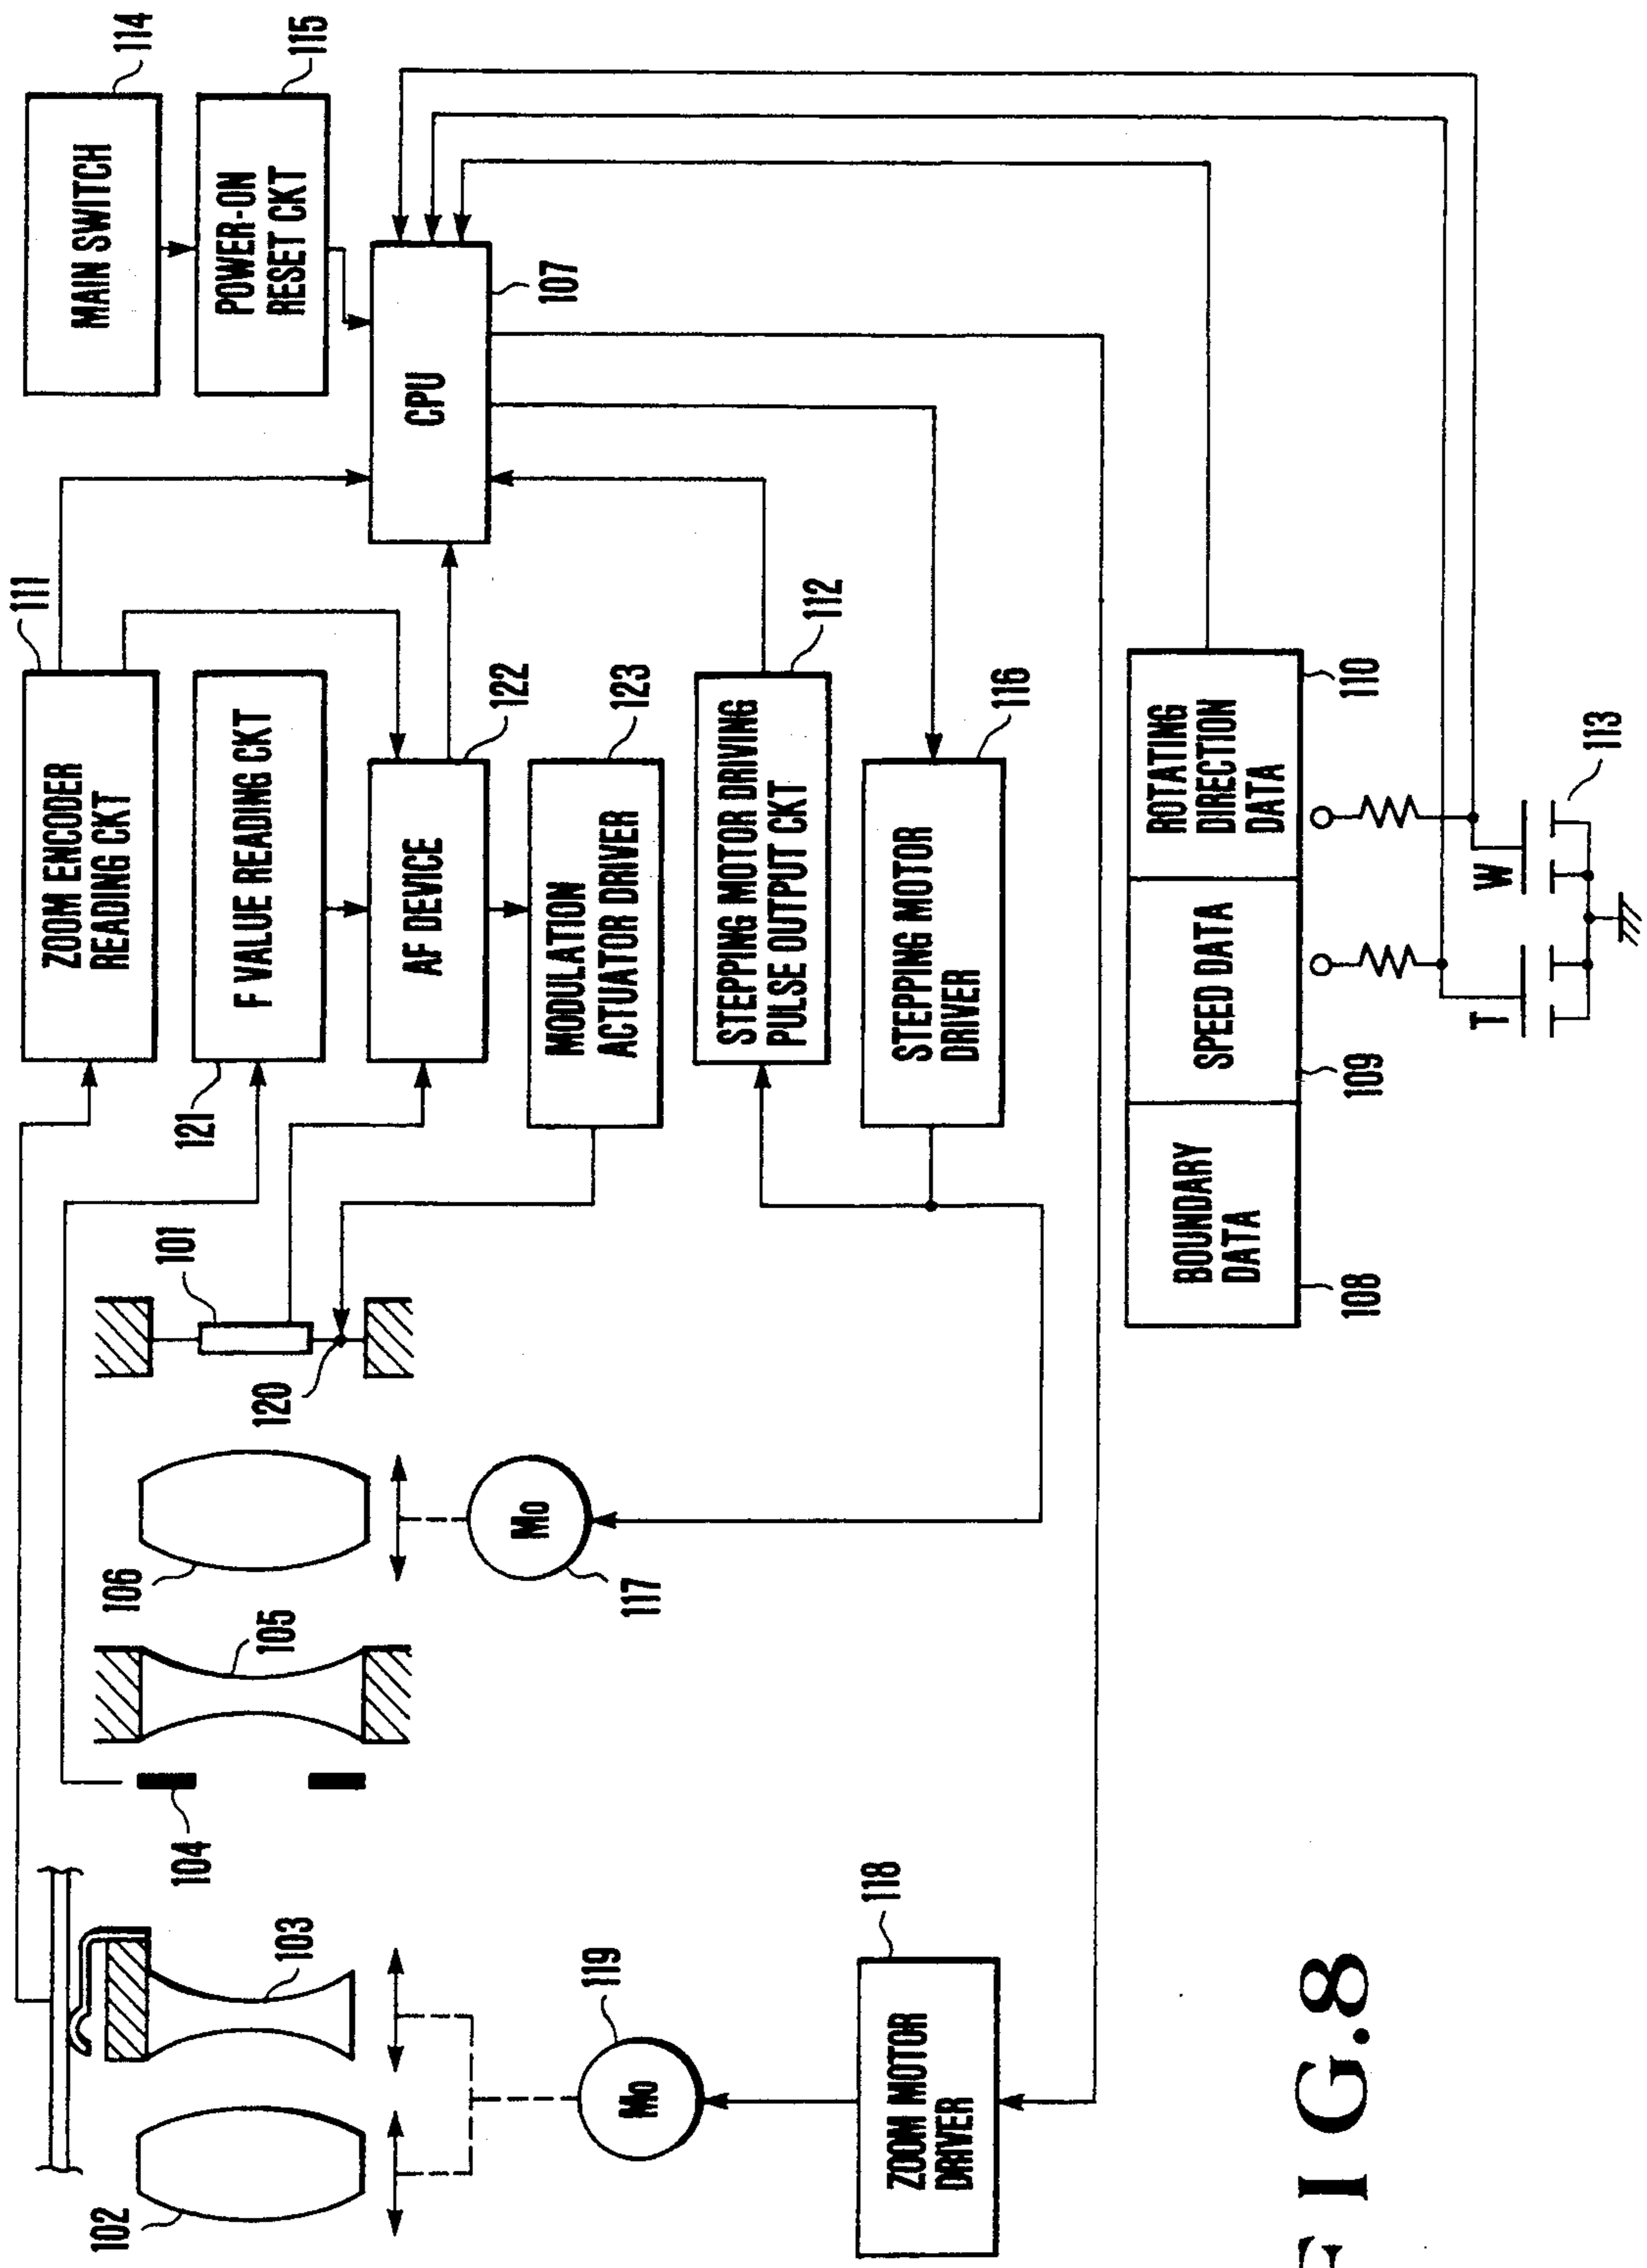 114
MAIN SWITCH
115
POWER-ON
RESET CKT
107
CPU
111
ZOOM ENCODER
READING CKT
121
F VALUE READING CKT
122
AF DEVICE
123
MODULATION
ACTUATOR DRIVER
112
STEPPING MOTOR DRIVING
PULSE OUTPUT CKT
116
STEPPING MOTOR
DRIVER
101
120
106
105
104
103
102
Mo
117
Mo
119
118
ZOOM MOTOR
DRIVER
BOUNDARY
DATA
108
SPEED DATA
109
ROTATING
DIRECTION
DATA
110
T
W
113
FIG.8